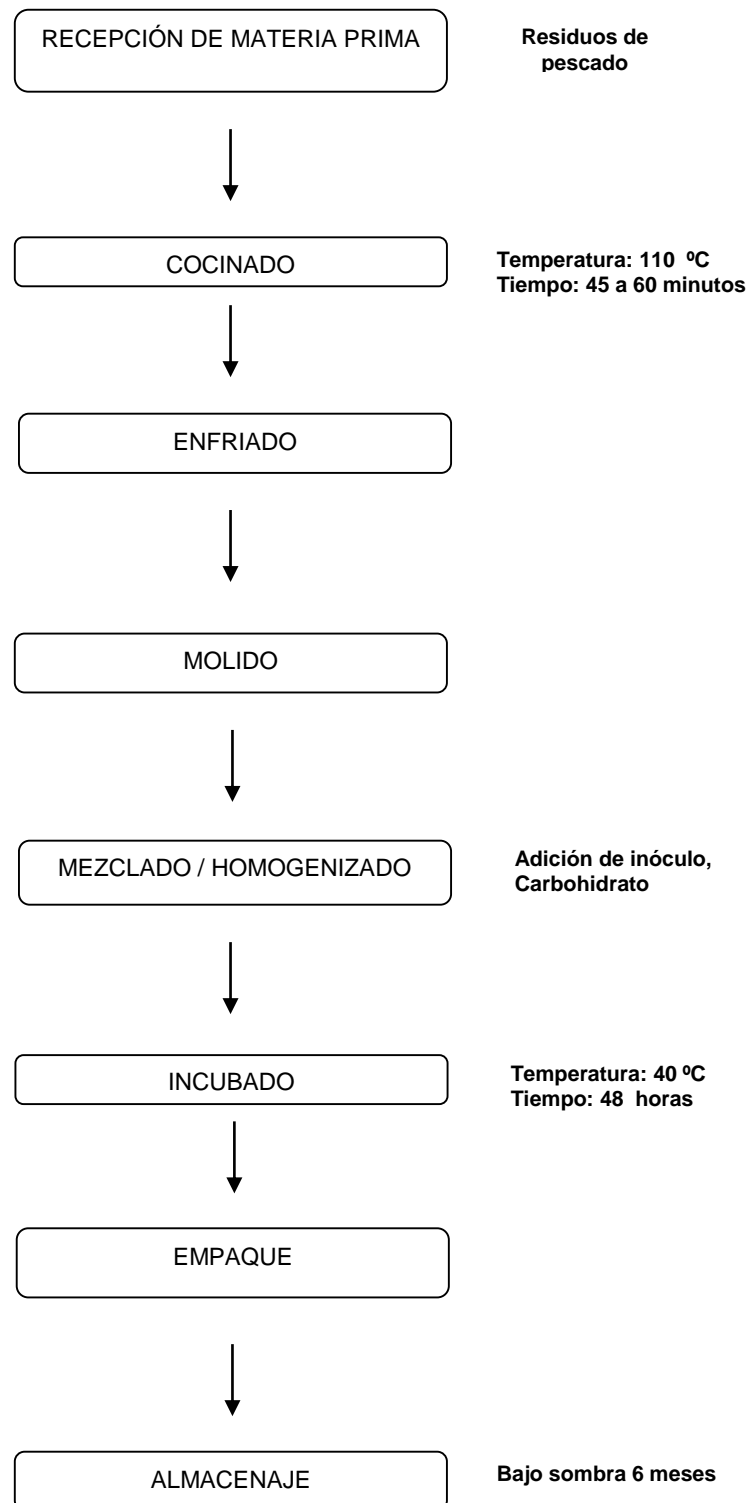 RECEPCIÓN DE MATERIA PRIMA
Residuos de
pescado
COCINADO
Temperatura: 110 ºC
Tiempo: 45 a 60 minutos
ENFRIADO
MOLIDO
MEZCLADO / HOMOGENIZADO
Adición de inóculo,
Carbohidrato
INCUBADO
Temperatura: 40 ºC
Tiempo: 48 horas
EMPAQUE
ALMACENAJE
Bajo sombra 6 meses